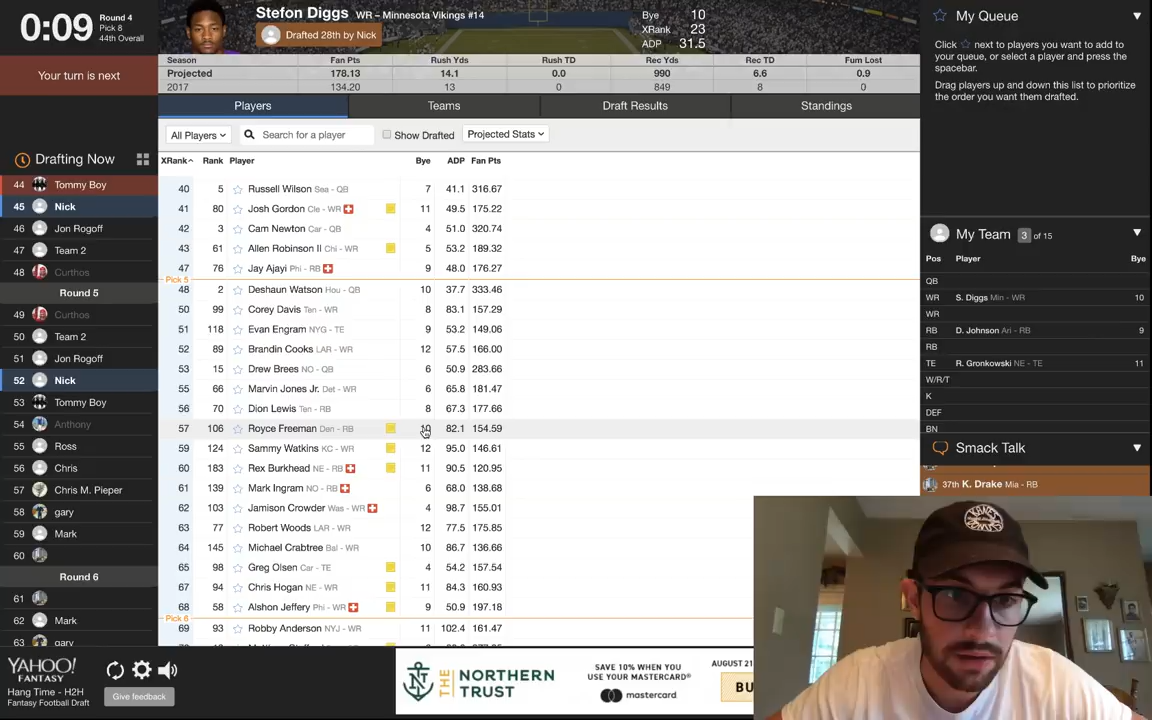 0:09
Round 4
Pick 8
44th Overall
Your turn is next
Stefon Diggs WR – Minnesota Vikings #14
Drafted 28th by Nick
Bye 10
XRank 23
ADP 31.5
Season Fan Pts Rush Yds Rush TD Rec Yds Rec TD Fum Lost
Projected 178.13 14.1 0.0 990 6.6 0.9
2017 134.20 13 0 849 8 0
Players Teams Draft Results Standings
All Players Search for a player Show Drafted Projected Stats
XRank Rank Player Bye ADP Fan Pts
40 5 Russell Wilson Sea - QB 7 41.1 316.67
41 80 Josh Gordon Cle - WR 11 49.5 175.22
42 3 Cam Newton Car - QB 4 51.0 320.74
43 61 Allen Robinson II Chi - WR 5 53.2 189.32
47 76 Jay Ajayi Phi - RB 9 48.0 176.27
Pick 5
48 2 Deshaun Watson Hou - QB 10 37.7 333.46
50 99 Corey Davis Ten - WR 8 83.1 157.29
51 118 Evan Engram NYG - TE 9 53.2 149.06
52 89 Brandin Cooks LAR - WR 12 57.5 166.00
53 15 Drew Brees NO - QB 6 50.9 283.66
55 66 Marvin Jones Jr. Det - WR 6 65.8 181.47
56 70 Dion Lewis Ten - RB 8 67.3 177.66
57 106 Royce Freeman Den - RB 10 82.1 154.59
59 124 Sammy Watkins KC - WR 12 95.0 146.61
60 183 Rex Burkhead NE - RB 11 90.5 120.95
61 139 Mark Ingram NO - RB 6 68.0 138.68
62 103 Jamison Crowder Was - WR 4 98.7 155.01
63 77 Robert Woods LAR - WR 12 77.5 175.85
64 145 Michael Crabtree Bal - WR 10 86.7 136.66
65 98 Greg Olsen Car - TE 4 54.2 157.54
67 94 Chris Hogan NE - WR 11 84.3 160.93
68 58 Alshon Jeffery Phi - WR 9 50.9 197.18
Pick 6
69 93 Robby Anderson NYJ - WR 11 102.4 161.47
Drafting Now
44 Tommy Boy
45 Nick
46 Jon Rogoff
47 Team 2
48 Curthos
Round 5
49 Curthos
50 Team 2
51 Jon Rogoff
52 Nick
53 Tommy Boy
54 Anthony
55 Ross
56 Chris
57 Chris M. Pieper
58 gary
59 Mark
60
Round 6
61
62 Mark
63 gary
YAHOO!
FANTASY
Hang Time - H2H
Fantasy Football Draft
Give feedback
My Queue
Click next to players you want to add to
your queue, or select a player and press the
spacebar.
Drag players up and down this list to prioritize
the order you want them drafted.
My Team 3 of 15
Pos Player Bye
QB
WR S. Diggs Min - WR 10
WR
RB D. Johnson Ari - RB 9
RB
TE R. Gronkowski NE - TE 11
W/R/T
K
DEF
BN
Smack Talk
37th K. Drake Mia - RB
THE
NORTHERN
TRUST
SAVE 10% WHEN YOU
USE YOUR MASTERCARD®
mastercard
AUGUST 21
BU